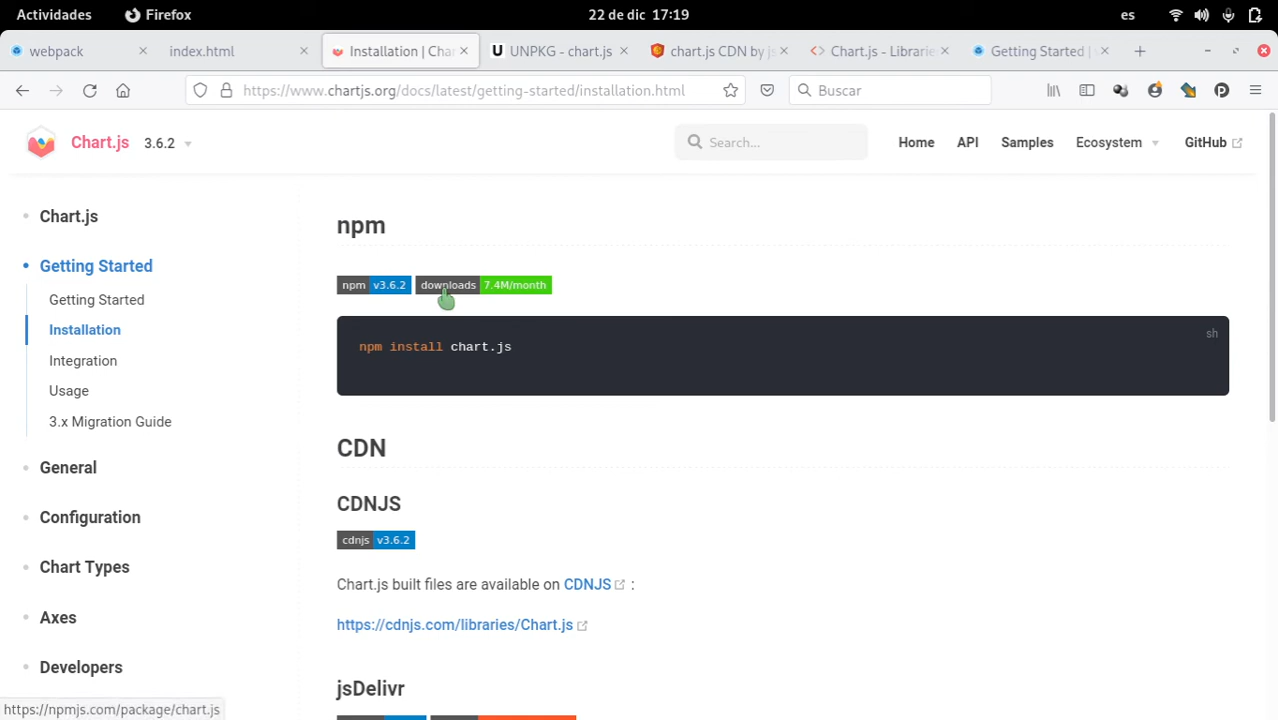 Actividades Firefox 22 de dic 17:19 es
webpack index.html Installation | Char UNPKG - chart.js chart.js CDN by js Chart.js - Librarie Getting Started |
https://www.chartjs.org/docs/latest/getting-started/installation.html Buscar
Chart.js 3.6.2 Search... Home API Samples Ecosystem GitHub
Chart.js
Getting Started
Getting Started
Installation
Integration
Usage
3.x Migration Guide
General
Configuration
Chart Types
Axes
Developers
npm
npm v3.6.2 downloads 7.4M/month
sh
npm install chart.js
CDN
CDNJS
cdnjs v3.6.2
Chart.js built files are available on CDNJS :
https://cdnjs.com/libraries/Chart.js
jsDelivr
https://npmjs.com/package/chart.js